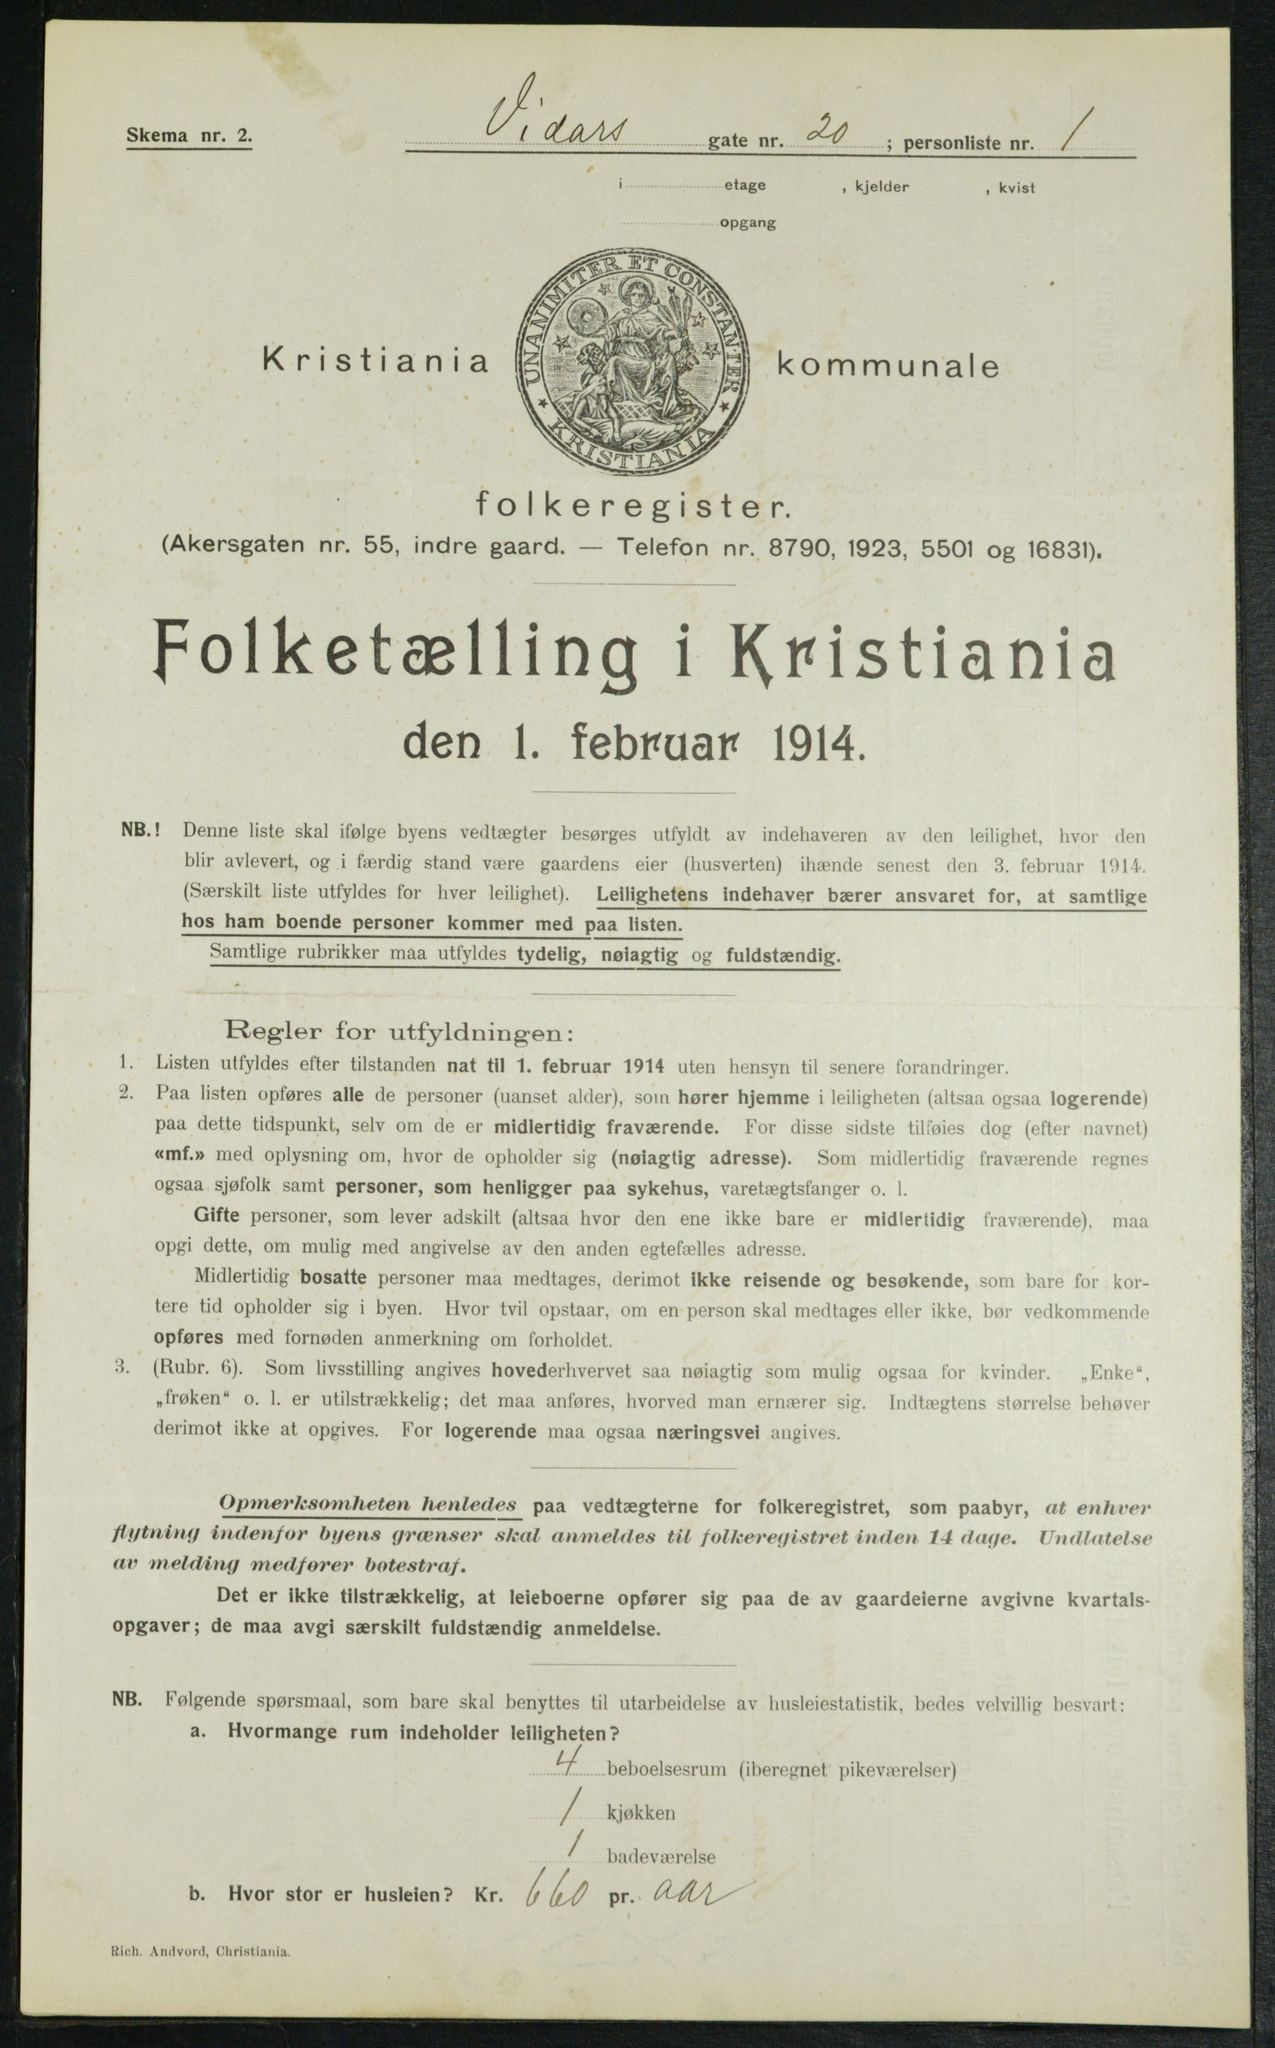 Skema nr. 2.
Vidars gate nr. 20 ; personliste nr. 1
i etage , kjelder , kvist
opgang
UNANIMITER ET CONSTANTER
KRISTIANIA
Kristiania kommunale
folkeregister.
(Akersgaten nr. 55, indre gaard. — Telefon nr. 8790, 1923, 5501 og 16831).
Folketælling i Kristiania
den 1. februar 1914.
NB.! Denne liste skal ifølge byens vedtægter besørges utfyldt av indehaveren av den leilighet, hvor den
blir avlevert, og i færdig stand være gaardens eier (husverten) ihænde senest den 3. februar 1914.
(Særskilt liste utfyldes for hver leilighet). Leilighetens indehaver bærer ansvaret for, at samtlige
hos ham boende personer kommer med paa listen.
Samtlige rubrikker maa utfyldes tydelig, nøiagtig og fuldstændig.
Regler for utfyldningen:
1. Listen utfyldes efter tilstanden nat til 1. februar 1914 uten hensyn til senere forandringer.
2. Paa listen opføres alle de personer (uanset alder), som hører hjemme i leiligheten (altsaa ogsaa logerende)
paa dette tidspunkt, selv om de er midlertidig fraværende. For disse sidste tilføies dog (efter navnet)
«mf.» med oplysning om, hvor de opholder sig (nøiagtig adresse). Som midlertidig fraværende regnes
ogsaa sjøfolk samt personer, som henligger paa sykehus, varetægtsfanger o. l.
Gifte personer, som lever adskilt (altsaa hvor den ene ikke bare er midlertidig fraværende), maa
opgi dette, om mulig med angivelse av den anden egtefælles adresse.
Midlertidig bosatte personer maa medtages, derimot ikke reisende og besøkende, som bare for kor-
tere tid opholder sig i byen. Hvor tvil opstaar, om en person skal medtages eller ikke, bør vedkommende
opføres med fornøden anmerkning om forholdet.
3. (Rubr. 6). Som livsstilling angives hovederhvervet saa nøiagtig som mulig ogsaa for kvinder. „Enke“,
„frøken“ o. l. er utilstrækkelig; det maa anføres, hvorved man ernærer sig. Indtægtens størrelse behøver
derimot ikke at opgives. For logerende maa ogsaa næringsvei angives.
Opmerksomheten henledes paa vedtægterne for folkeregistret, som paabyr, at enhver
flytning indenfor byens grænser skal anmeldes til folkeregistret inden 14 dage. Undlatelse
av melding medfører bøtestraf.
Det er ikke tilstrækkelig, at leieboerne opfører sig paa de av gaardeierne avgivne kvartals-
opgaver; de maa avgi særskilt fuldstændig anmeldelse.
NB. Følgende spørsmaal, som bare skal benyttes til utarbeidelse av husleiestatistik, bedes velvillig besvart:
a. Hvormange rum indeholder leiligheten?
4 beboelsesrum (iberegnet pikeværelser)
1 kjøkken
1 badeværelse
b. Hvor stor er husleien? Kr. 660 pr. aar
Rich. Andvord, Christiania.